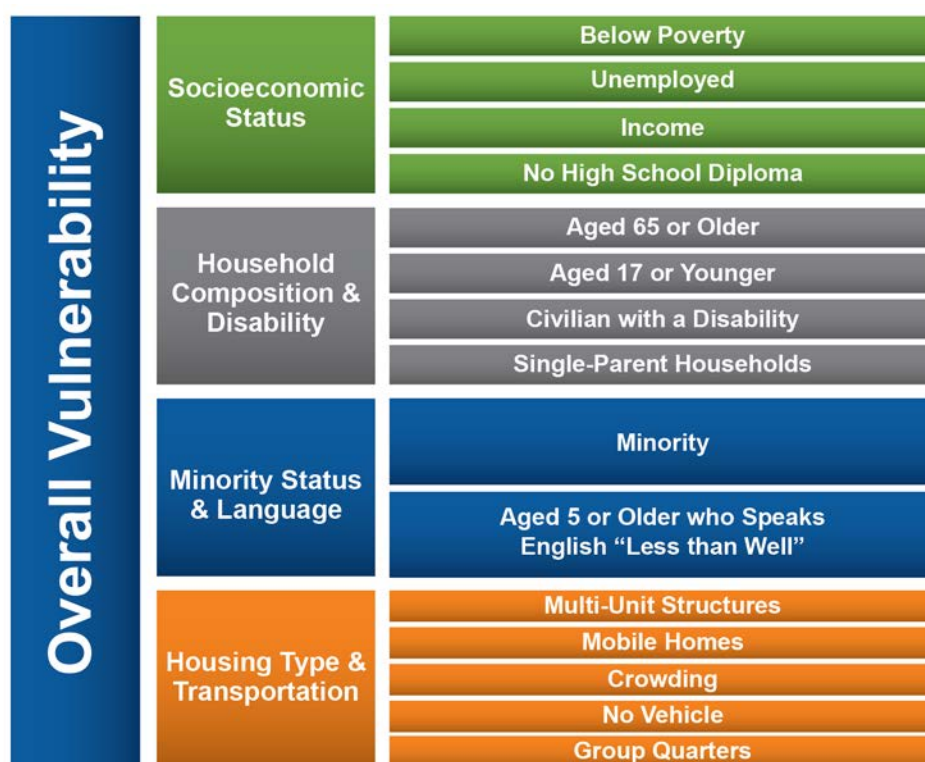 Overall Vulnerability
Socioeconomic
Status
Below Poverty
Unemployed
Income
No High School Diploma
Household
Composition &
Disability
Aged 65 or Older
Aged 17 or Younger
Civilian with a Disability
Single-Parent Households
Minority Status
& Language
Minority
Aged 5 or Older who Speaks
English “Less than Well”
Housing Type &
Transportation
Multi-Unit Structures
Mobile Homes
Crowding
No Vehicle
Group Quarters